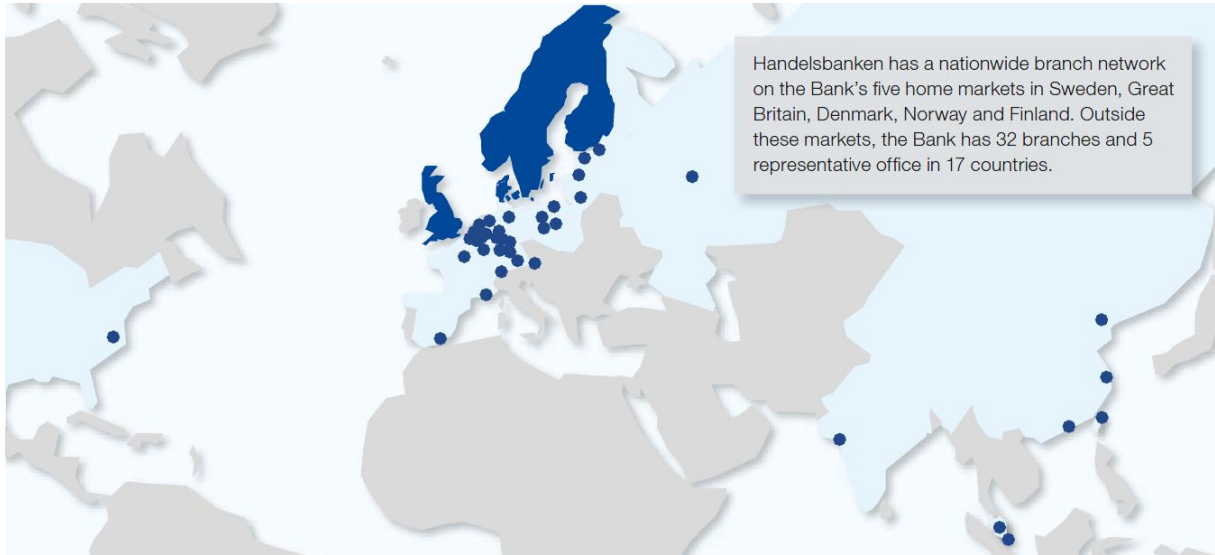 Handelsbanken has a nationwide branch network
on the Bank's five home markets in Sweden, Great
Britain, Denmark, Norway and Finland. Outside
these markets, the Bank has 32 branches and 5
representative office in 17 countries.